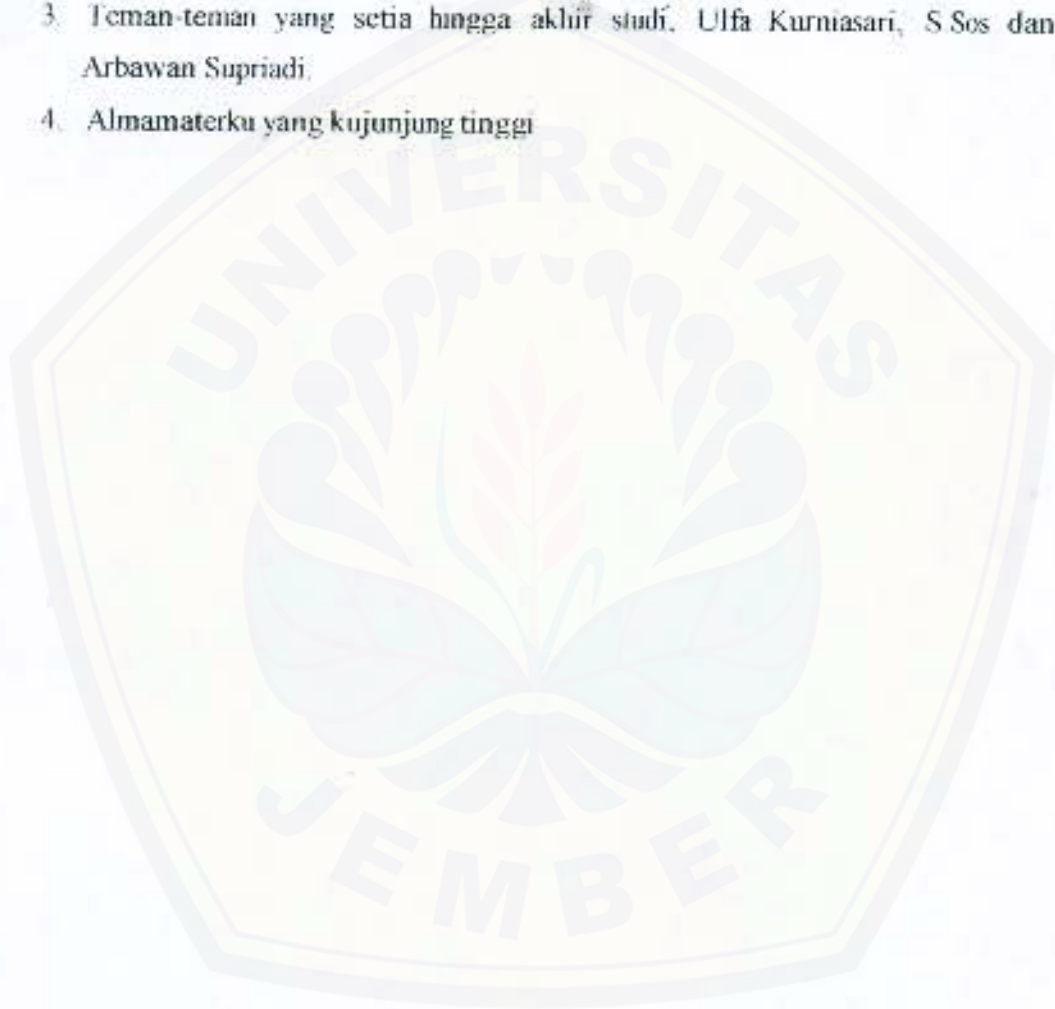 3. Teman-teman yang setia hingga akhir studi, Ulfa Kurniasari, S.Sos dan
Arbawan Supriadi.
4. Almamaterku yang kujunjung tinggi
UNIVERSITAS
JEMBER